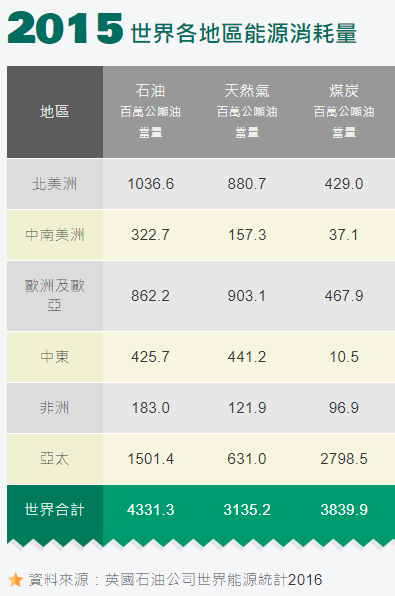 2015 世界各地區能源消耗量
地區 石油 天然氣 煤炭
百萬公噸油當量 百萬公噸油當量 百萬公噸油當量
北美洲 1036.6 880.7 429.0
中南美洲 322.7 157.3 37.1
歐洲及歐亞 862.2 903.1 467.9
中東 425.7 441.2 10.5
非洲 183.0 121.9 96.9
亞太 1501.4 631.0 2798.5
世界合計 4331.3 3135.2 3839.9
資料來源：英國石油公司世界能源統計2016